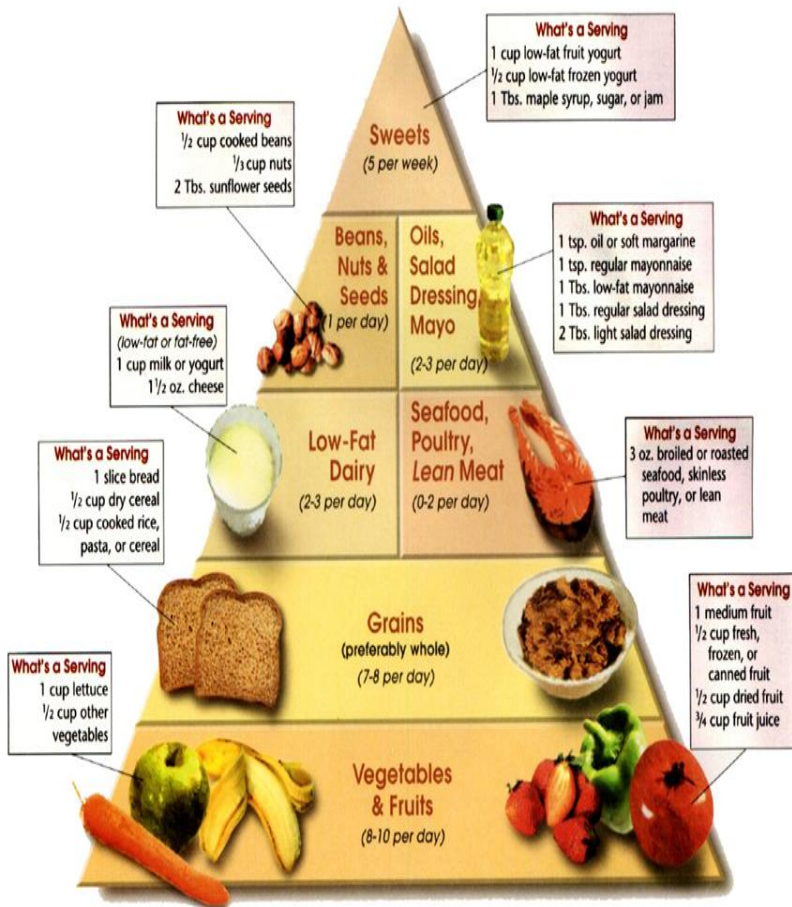 What's a Serving
1 cup low-fat fruit yogurt
½ cup low-fat frozen yogurt
1 Tbs. maple syrup, sugar, or jam
Sweets
(5 per week)
What's a Serving
½ cup cooked beans
⅓ cup nuts
2 Tbs. sunflower seeds
Beans,
Nuts &
Seeds
(1 per day)
Oils,
Salad
Dressing,
Mayo
(2-3 per day)
What's a Serving
1 tsp. oil or soft margarine
1 tsp. regular mayonnaise
1 Tbs. low-fat mayonnaise
1 Tbs. regular salad dressing
2 Tbs. light salad dressing
What's a Serving
(low-fat or fat-free)
1 cup milk or yogurt
1½ oz. cheese
Low-Fat
Dairy
(2-3 per day)
Seafood,
Poultry,
Lean Meat
(0-2 per day)
What's a Serving
3 oz. broiled or roasted
seafood, skinless
poultry, or lean
meat
What's a Serving
1 slice bread
½ cup dry cereal
½ cup cooked rice,
pasta, or cereal
Grains
(preferably whole)
(7-8 per day)
What's a Serving
1 medium fruit
½ cup fresh,
frozen, or
canned fruit
½ cup dried fruit
¾ cup fruit juice
What's a Serving
1 cup lettuce
½ cup other
vegetables
Vegetables
& Fruits
(8-10 per day)